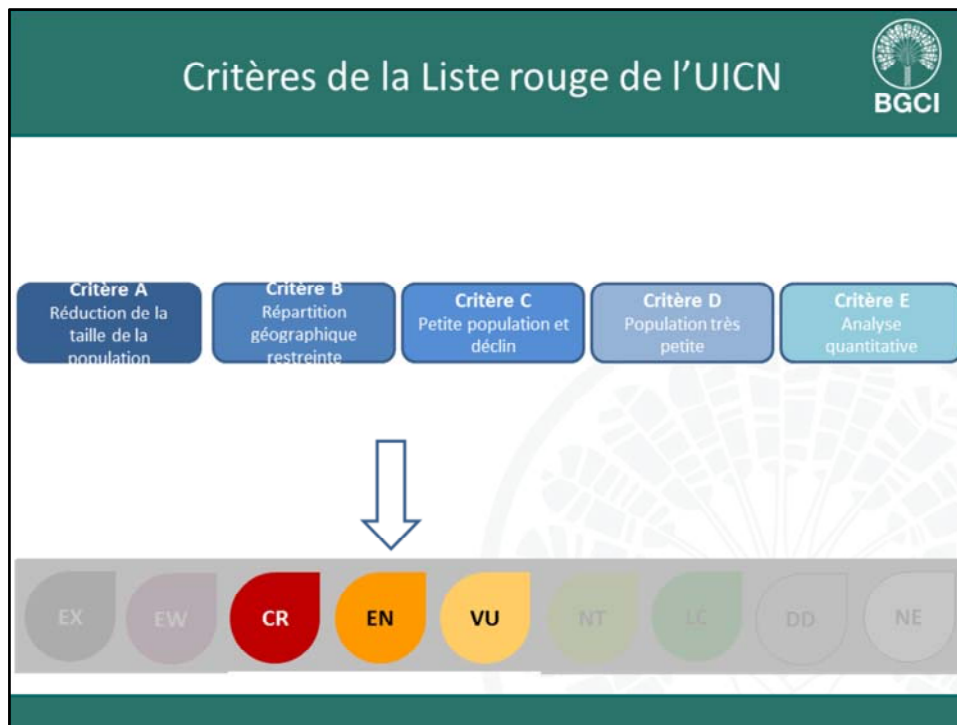 Critères de la Liste rouge de l’UICN
BGCI
Critère A
Réduction de la
taille de la
population
Critère B
Répartition
géographique
restreinte
Critère C
Petite population et
déclin
Critère D
Population très
petite
Critère E
Analyse
quantitative
EX
EW
CR
EN
VU
NT
LC
DD
NE